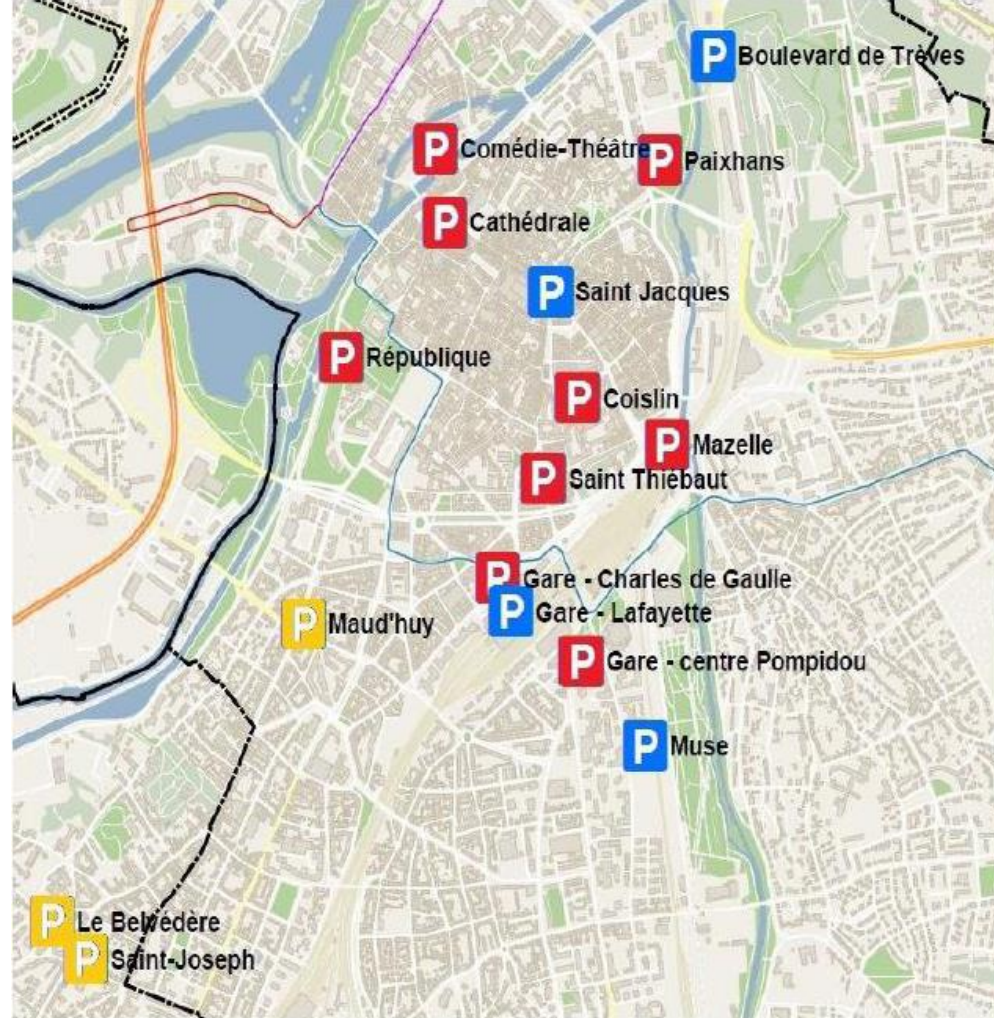 P Boulevard de Trèves
P Comédie-Théâtre
P Paixhans
P Cathédrale
P Saint Jacques
P République
P Coislin
P Mazelle
P Saint Thiébaut
P Gare - Charles de Gaulle
P Gare - Lafayette
P Maud'huy
P Gare - centre Pompidou
P Muse
P Le Belvédère
P Saint-Joseph